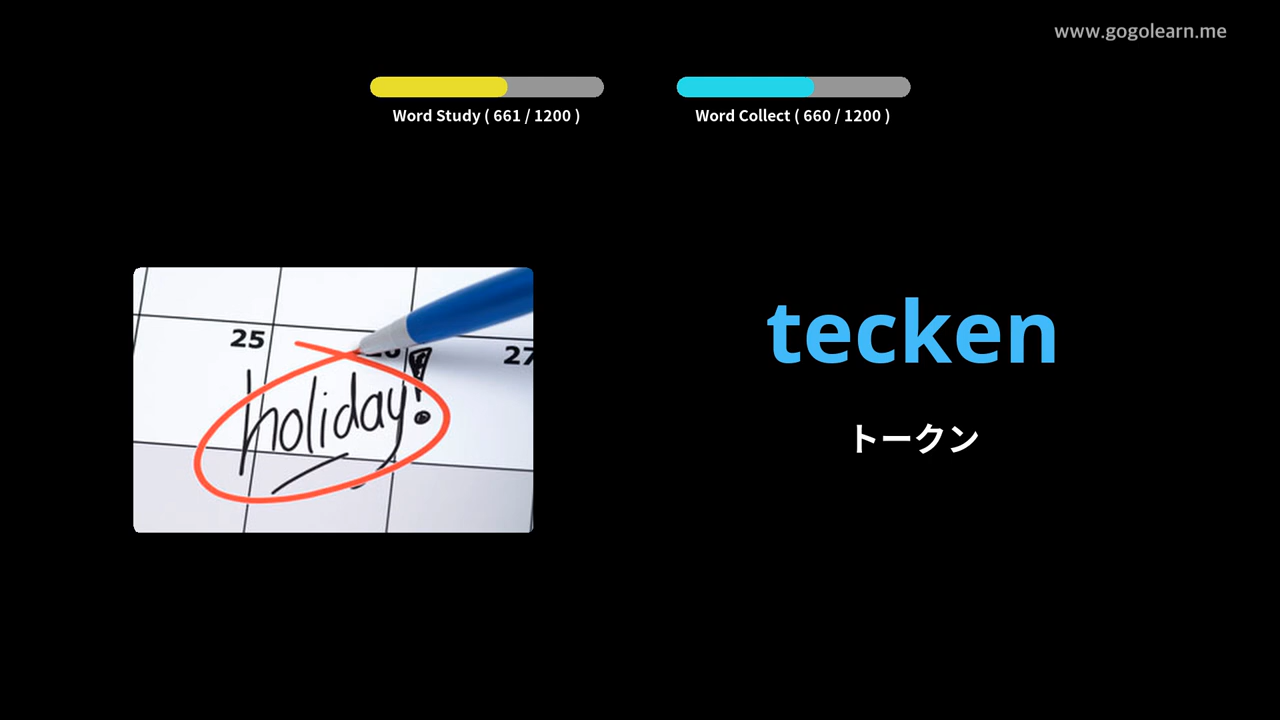 www.gogolearn.me
Word Study ( 661 / 1200 )
Word Collect ( 660 / 1200 )
25
27
holiday!
tecken
トークン